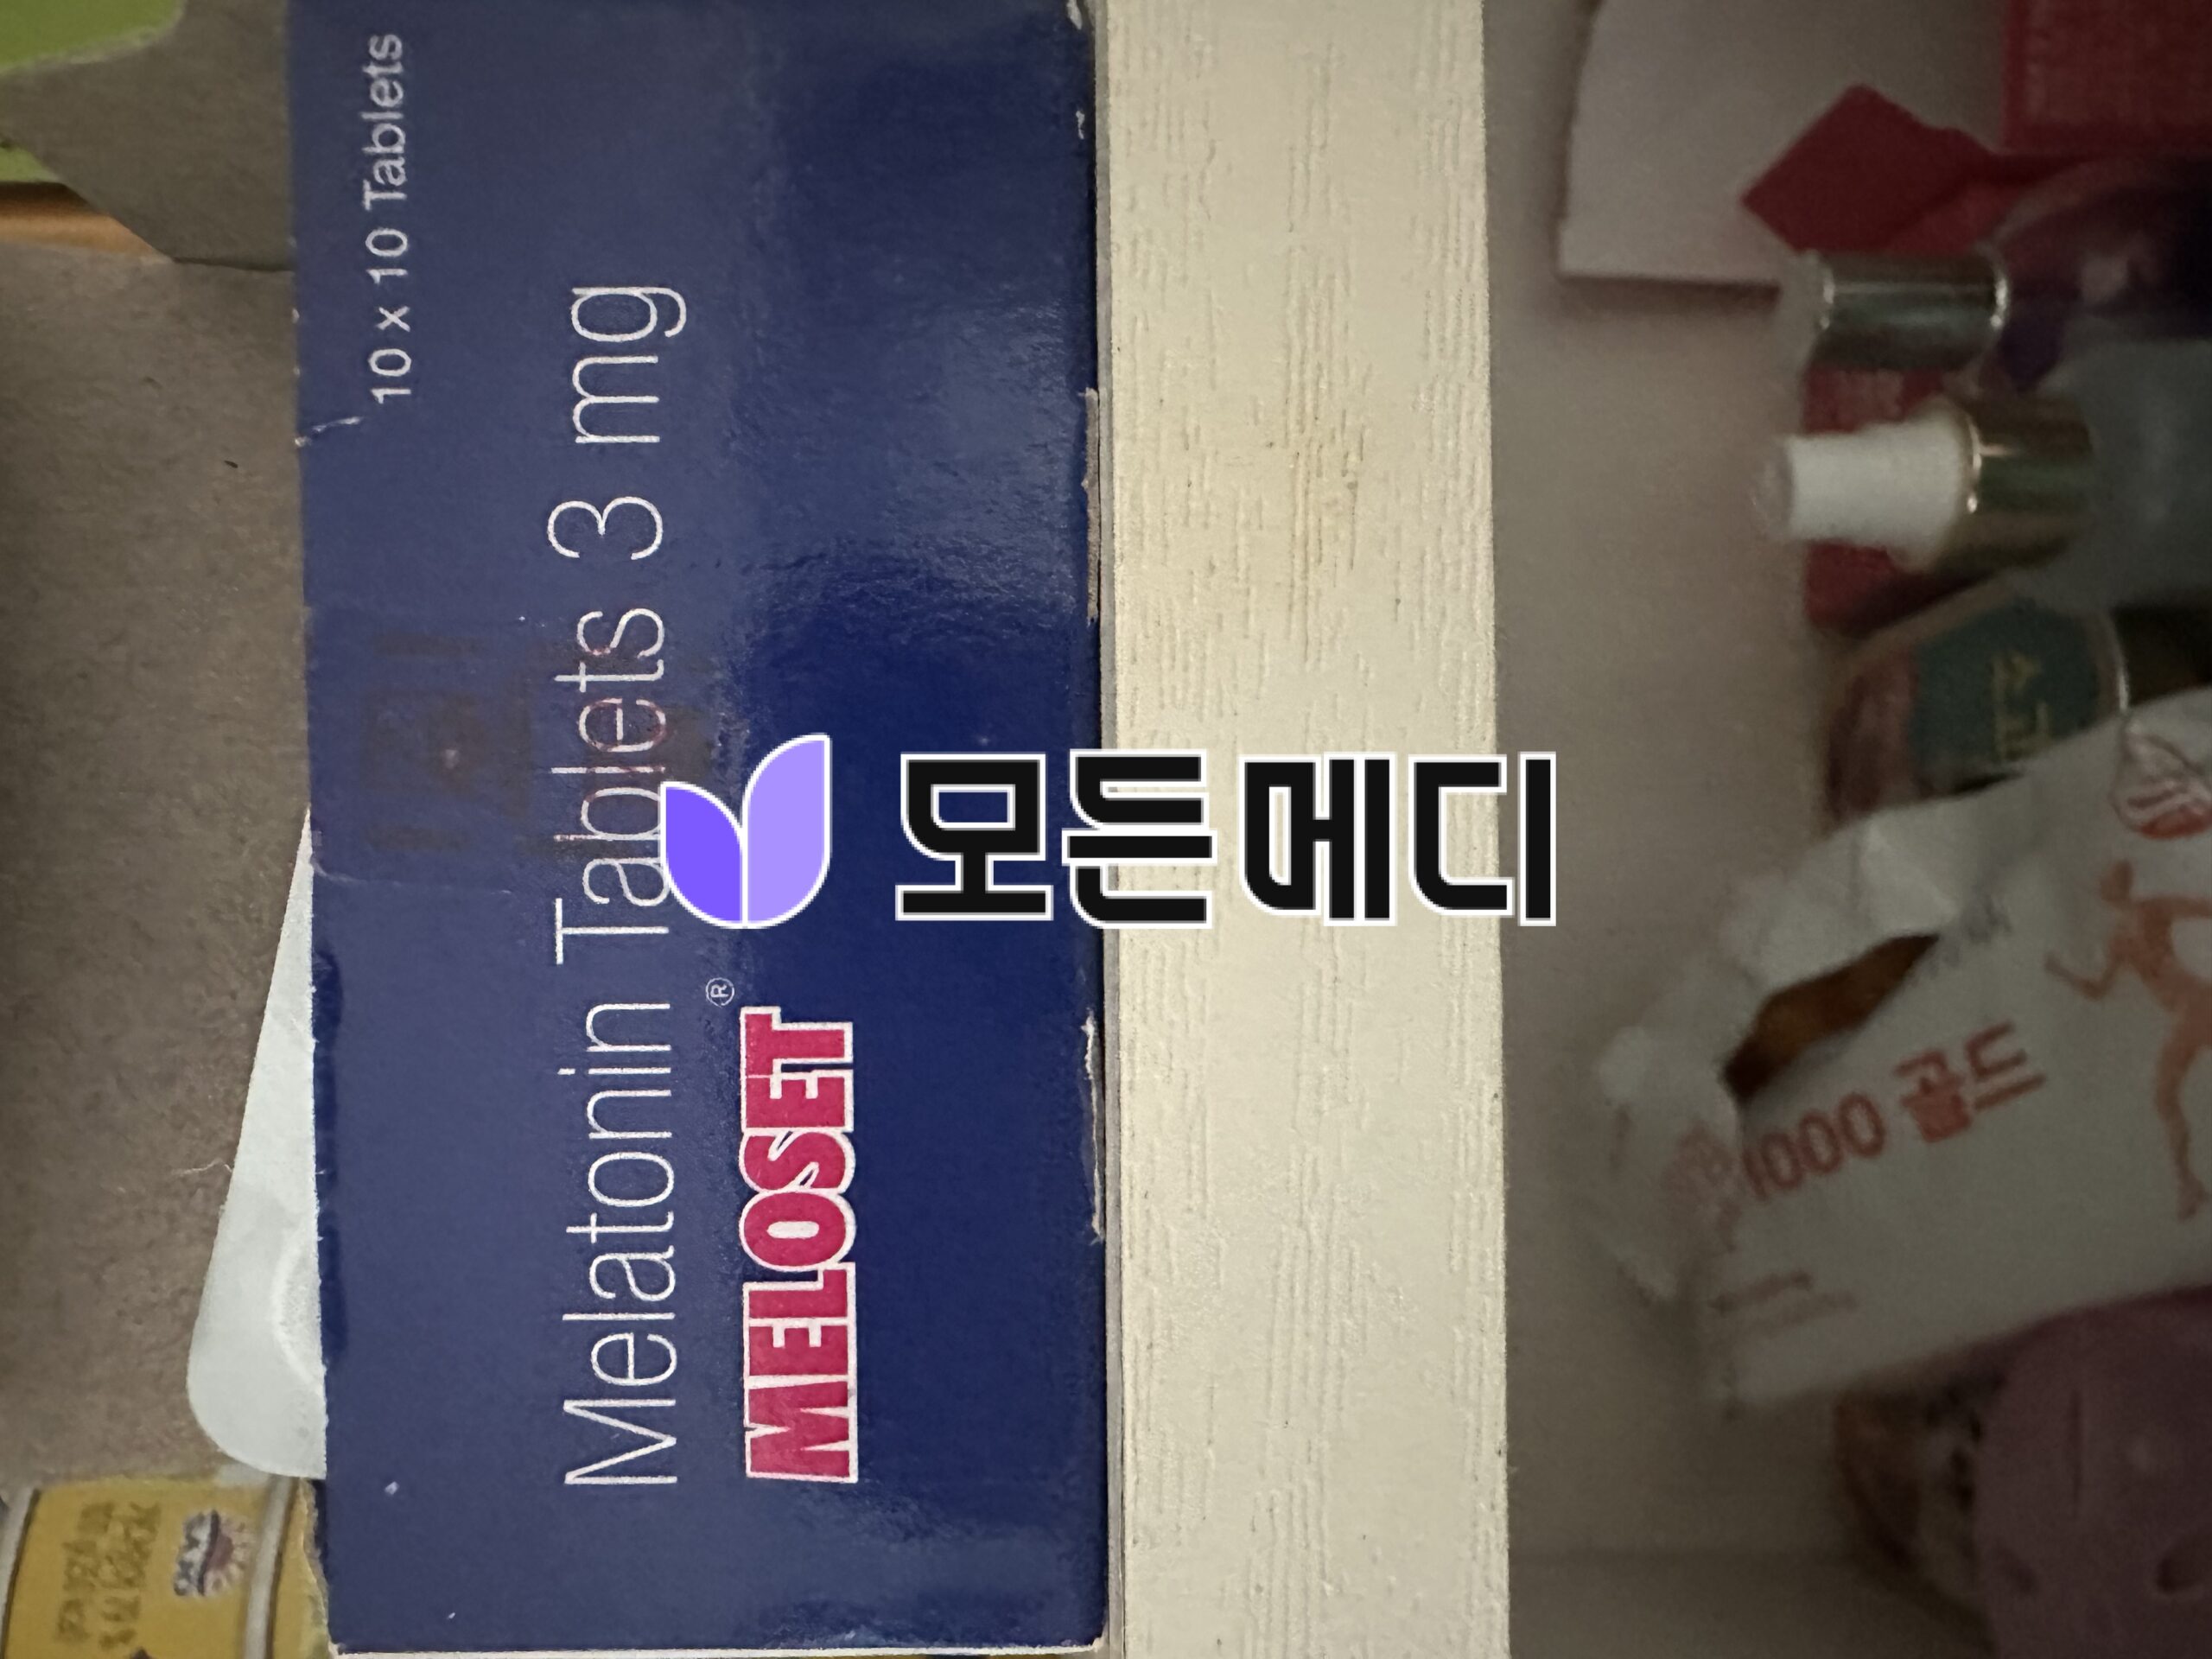 10 x 10 Tablets
Melatonin Tablets 3 mg
MELOSET®
모든메디
1000 골드